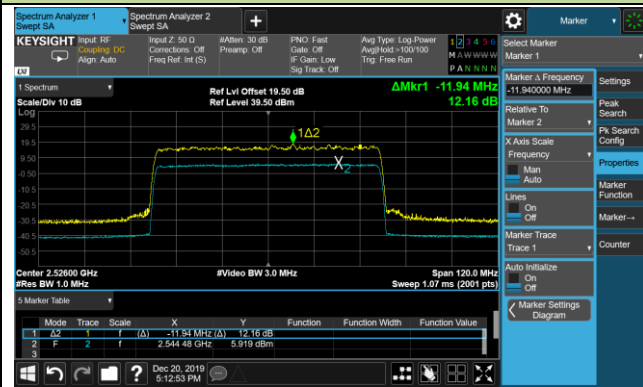 Spectrum Analyzer 1
Swept SA
Spectrum Analyzer 2
Swept SA
+
Marker
KEYSIGHT
Input: RF
Coupling: DC
Align: Auto
Input Z: 50 Ω
Corrections: Off
Freq Ref: Int (S)
#Atten: 30 dB
Preamp: Off
PNO: Fast
Gate: Off
IF Gain: Low
Sig Track: Off
Avg Type: Log-Power
Avg|Hold:>100/100
Trig: Free Run
1 2 3 4 5 6
M A W W W W
P A N N N N
LXI
1 Spectrum
Scale/Div 10 dB
Log
Ref Lvl Offset 19.50 dB
Ref Level 39.50 dBm
ΔMkr1 -11.94 MHz
12.16 dB
29.5
19.5
9.50
-0.500
-10.5
-20.5
-30.5
-40.5
-50.5
1Δ2
X2
Center 2.52600 GHz
#Res BW 1.0 MHz
#Video BW 3.0 MHz
Span 120.0 MHz
Sweep 1.07 ms (2001 pts)
5 Marker Table
Mode Trace Scale X Y Function Function Width Function Value
1 Δ2 1 f (Δ) -11.94 MHz (Δ) 12.16 dB
2 F 2 f 2.544 48 GHz 5.919 dBm
3
Dec 20, 2019
5:12:53 PM
Select Marker
Marker 1
Marker Δ Frequency
-11.940000 MHz
Relative To
Marker 2
X Axis Scale
Frequency
Man
Auto
Lines
On
Off
Marker Trace
Trace 1
Auto Initialize
On
Off
Marker Settings
Diagram
Settings
Peak
Search
Pk Search
Config
Properties
Marker
Function
Marker→
Counter